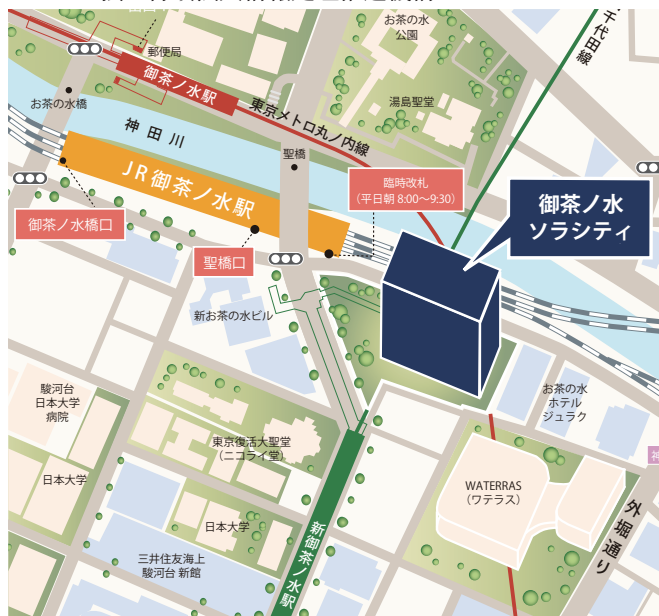 お茶の水
公園
千代田線
郵便局
御茶ノ水駅
東京メトロ丸ノ内線
湯島聖堂
お茶の水橋
神田川
聖橋
JR御茶ノ水駅
臨時改札
（平日朝 8:00～9:30）
御茶ノ水
ソラシティ
御茶ノ水橋口
聖橋口
新お茶の水ビル
駿河台
日本大学
病院
お茶の水
ホテル
ジュラク
東京復活大聖堂
（ニコライ堂）
日本大学
WATERRAS
（ワテラス）
神
外堀通り
日本大学
新御茶ノ水駅
三井住友海上
駿河台 新館